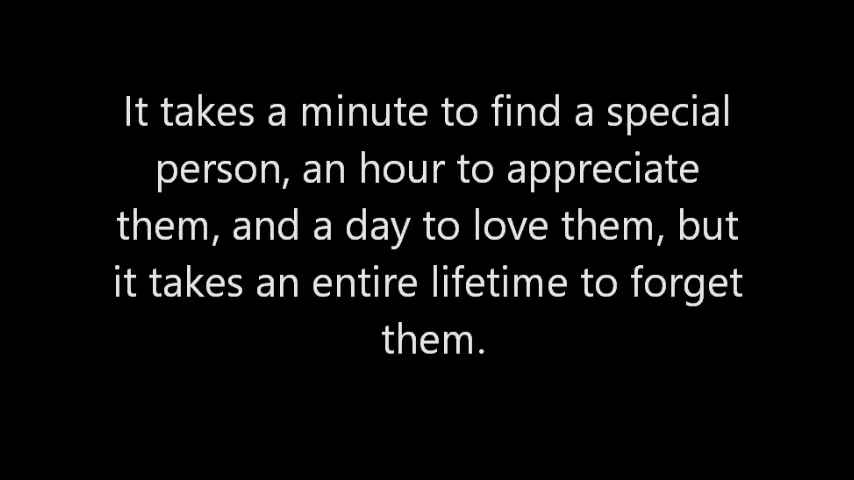 It takes a minute to find a special
person, an hour to appreciate
them, and a day to love them, but
it takes an entire lifetime to forget
them.